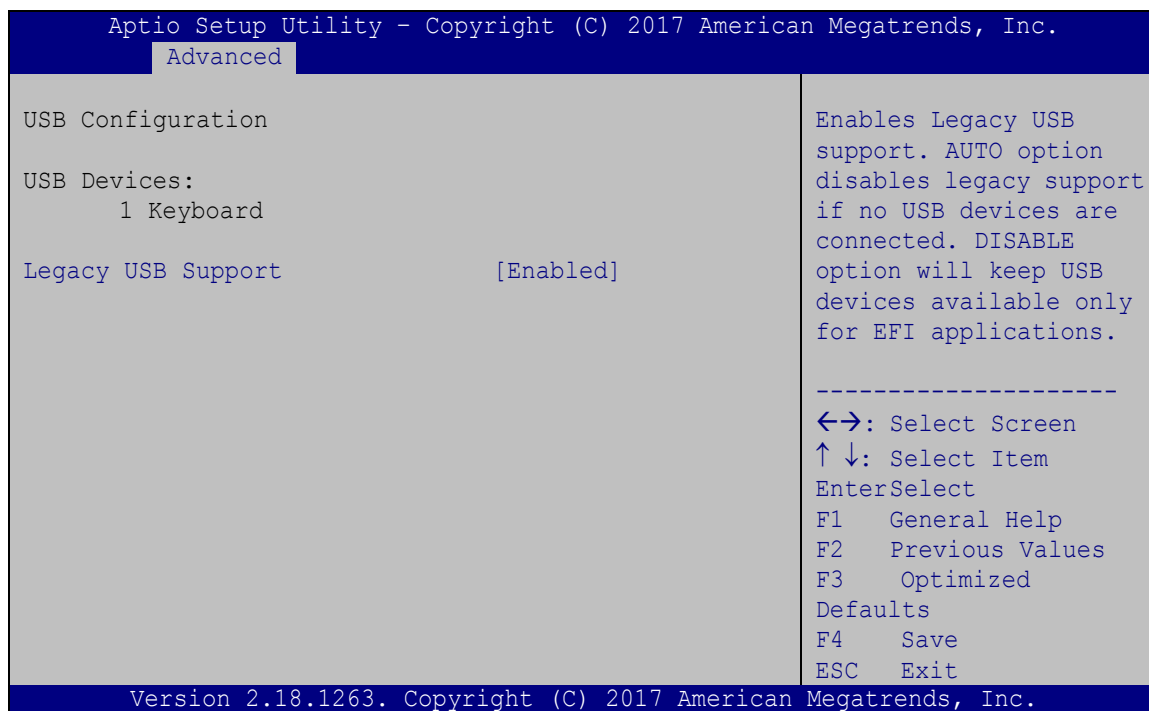 Aptio Setup Utility – Copyright (C) 2017 American Megatrends, Inc.
Advanced
USB Configuration
USB Devices:
1 Keyboard
Legacy USB Support [Enabled]
Enables Legacy USB
support. AUTO option
disables legacy support
if no USB devices are
connected. DISABLE
option will keep USB
devices available only
for EFI applications.
---------------------
←→: Select Screen
↑ ↓: Select Item
EnterSelect
F1 General Help
F2 Previous Values
F3 Optimized
Defaults
F4 Save
ESC Exit
Version 2.18.1263. Copyright (C) 2017 American Megatrends, Inc.